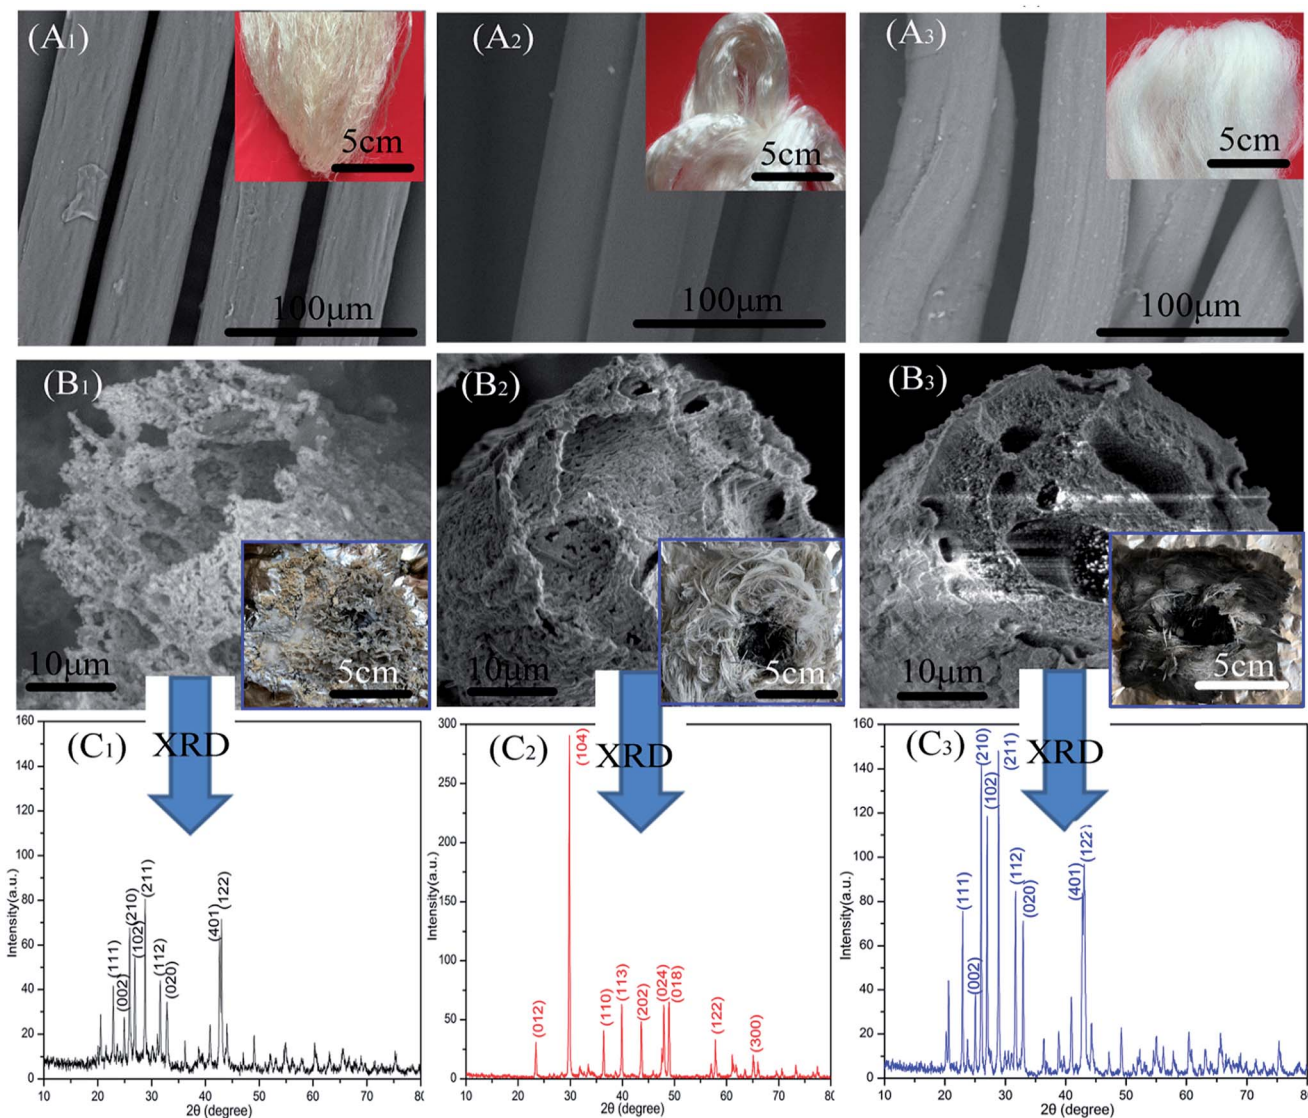 (A1)
5cm
100μm
(A2)
5cm
100μm
(A3)
5cm
100μm
(B1)
10μm
5cm
(B2)
10μm
5cm
(B3)
10μm
5cm
(C1)
XRD
Intensity(a.u.)
160
140
120
100
80
60
40
20
0
(111)
(002)
(210)
(102)
(211)
(112)
(020)
(401)
(122)
10 20 30 40 50 60 70 80
2θ (degree)
(C2)
XRD
Intensity(a.u.)
300
250
200
150
100
50
0
(012)
(104)
(110)
(113)
(202)
(024)
(018)
(122)
(300)
10 20 30 40 50 60 70 80
2θ (degree)
(C3)
XRD
Intensity(a.u.)
160
140
120
100
80
60
40
20
0
(111)
(002)
(210)
(102)
(211)
(112)
(020)
(401)
(122)
10 20 30 40 50 60 70
2θ (degree)